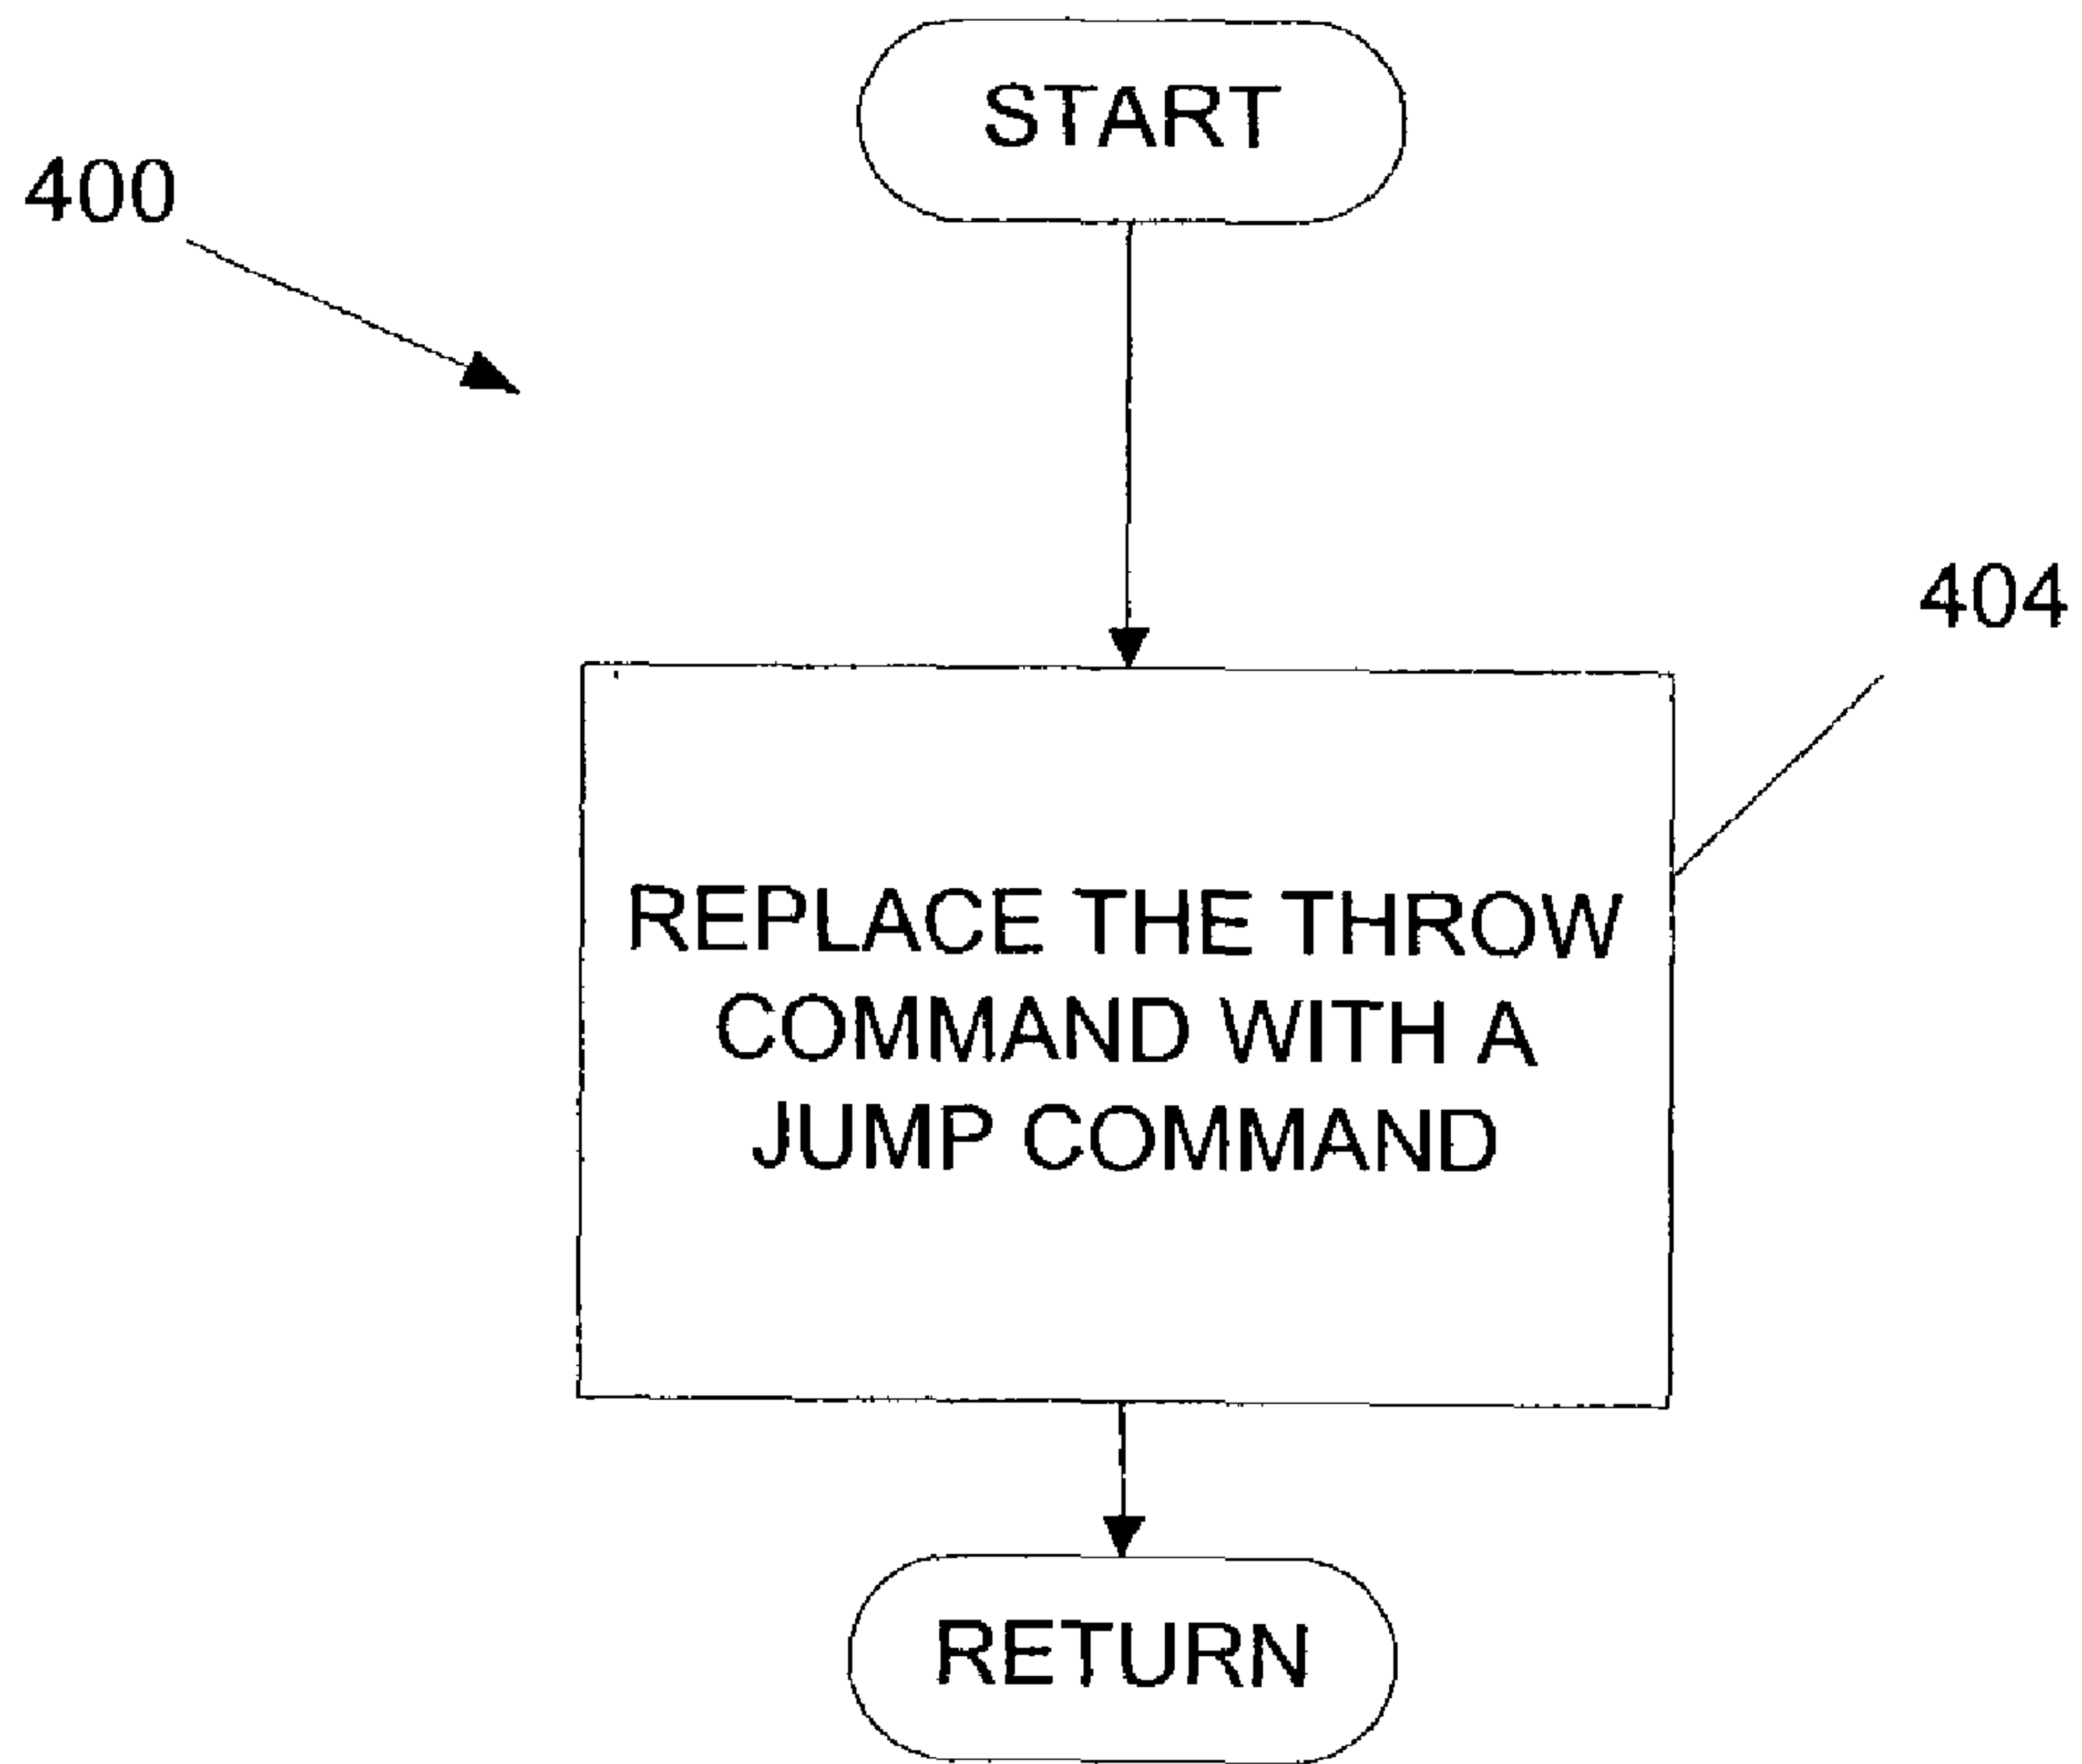 START
400
404
REPLACE THE THROW
COMMAND WITH A
JUMP COMMAND
RETURN